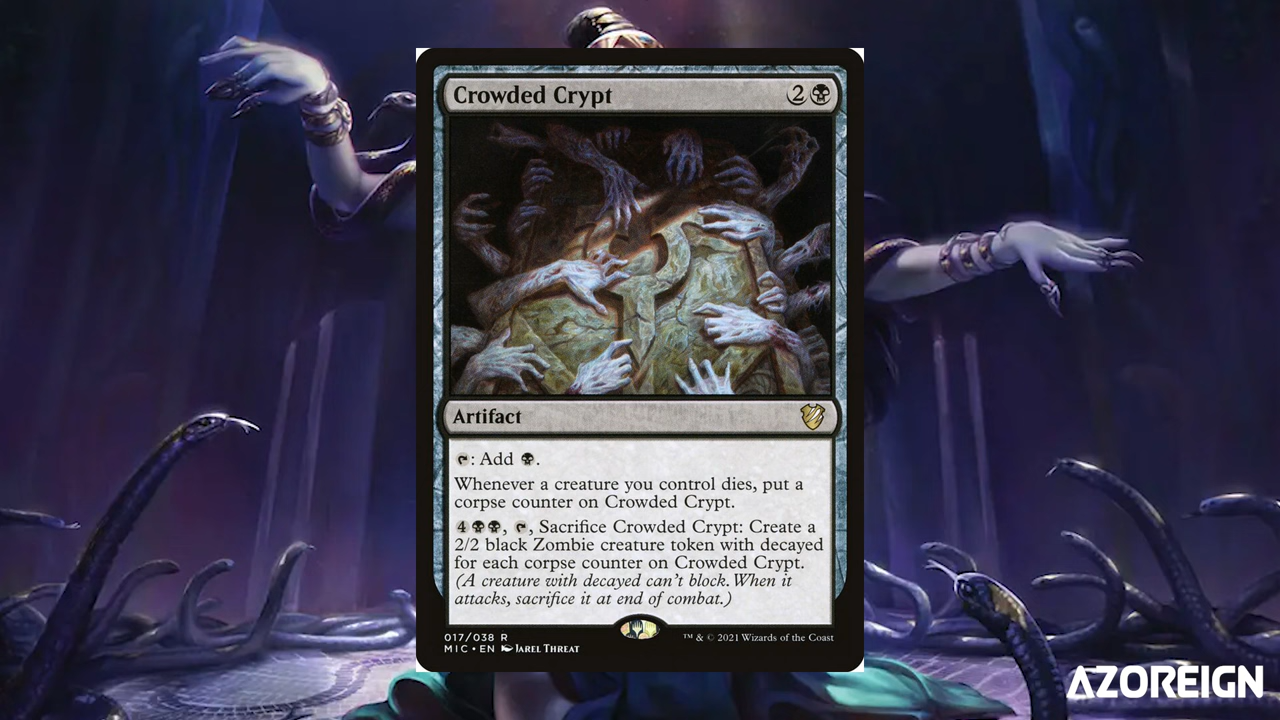 Crowded Crypt 2
Artifact
: Add .
Whenever a creature you control dies, put a
corpse counter on Crowded Crypt.
4, , Sacrifice Crowded Crypt: Create a
2/2 black Zombie creature token with decayed
for each corpse counter on Crowded Crypt.
(A creature with decayed can't block. When it
attacks, sacrifice it at end of combat.)
017/038 R
MIC • EN JAREL THREAT
™ & © 2021 Wizards of the Coast
AZOREIGN